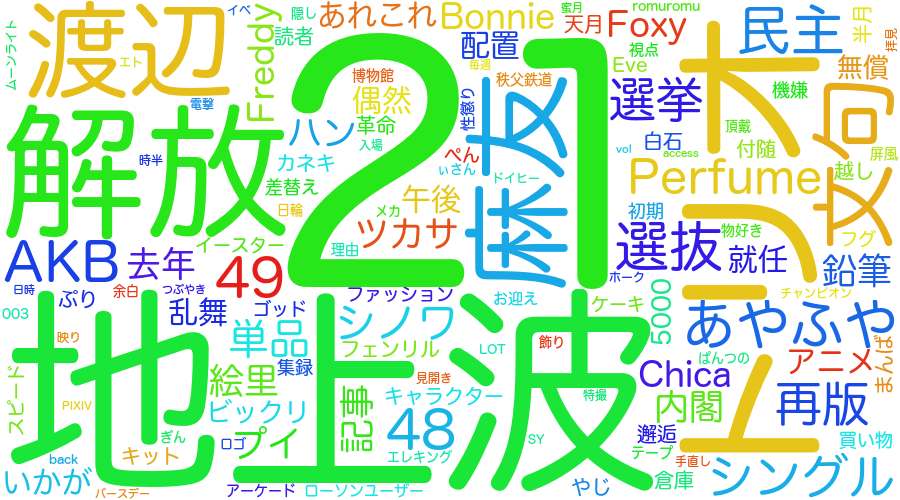 ムーンライト
渡辺
エト
イベ
Freddy
隠し
読者
あれこれ
Bonnie
蜜月
天月
romuromu
Foxy
民主
半月
拝見
配置
毎週
視点
Eve
秩父鉄道
選挙
機嫌
無償
電撃
博物館
偶然
性懲り
解放
時半
ハン
カネキ
革命
入場
21
麻友
ぺん
ぃさん
白石
vol
頂戴
access
付随
屏風
文向
差替え
日輪
午後
ドイヒー
Perfume
越し
AKB
去年
イースター
49
メカ
理由
ツカサ
初期
選抜
物好き
就任
フグ
ホーク
日時
ぷり
余白
つぶやき
乱舞
ゴッド
ファッション
お迎え
ケーキ
5000
鉛筆
チャンピオン
003
映り
単品
シノワ
フェンリル
LOT
飾り
あやふや
地上波
スピード
絵里
集録
見開き
ぱんつの
アニメ
まんば
PIXIV
ビックリ
記事
キャラクター
特撮
Chica
内閣
再版
ぎん
プイ
48
SY
邂逅
買い物
back
キット
ロゴ
エレキング
テープ
手直し
いかが
バースデー
アーケード
ローソンユーザー
やじ
倉庫
シングル